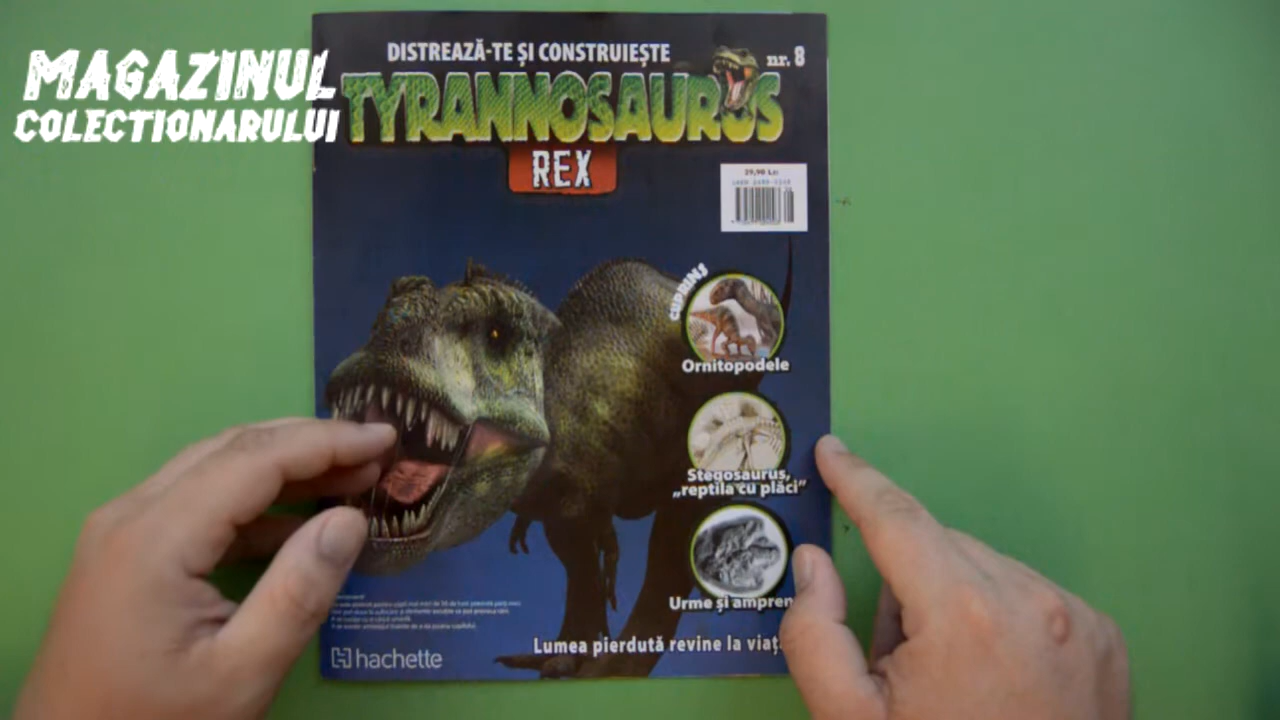 MAGAZINUL
COLECTIONARULUI
DISTREAZĂ-TE ȘI CONSTRUIEȘTE
nr. 8
TYRANNOSAURUS
REX
29,90 Lei
CUPRINS
Ornitopodele
Stegosaurus,
„reptila cu plăci”
Urme și ampren
Lumea pierdută revine la viaț
hachette